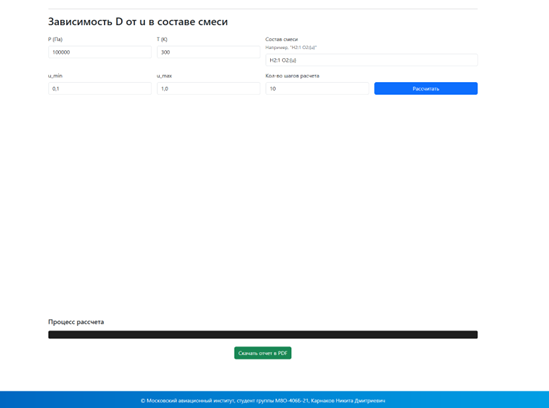 Зависимость D от u в составе смеси
P (Па)
T (K)
Состав смеси
Например, "H2:1 O2:{u}"
100000
300
H2:1 O2:{u}
u_min
u_max
Кол-во шагов расчета
0,1
1,0
10
Рассчитать
Процесс рассчета
Скачать отчет в PDF
© Московский авиационный институт, студент группы М9О-406Б-21, Карнаков Никита Дмитриевич